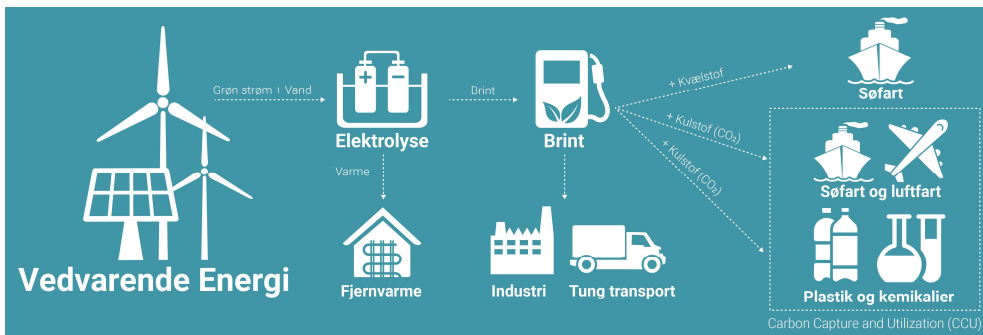 Vedvarende Energi
Grøn strøm I Vand
+
−
Elektrolyse
Varme
Fjernvarme
Brint
Brint
Industri
Tung transport
+ Kvælstof
+ Kulstof (CO₂)
+ Kulstof (CO₂)
Søfart
Søfart og luftfart
Plastik og kemikalier
Carbon Capture and Utilization (CCU)